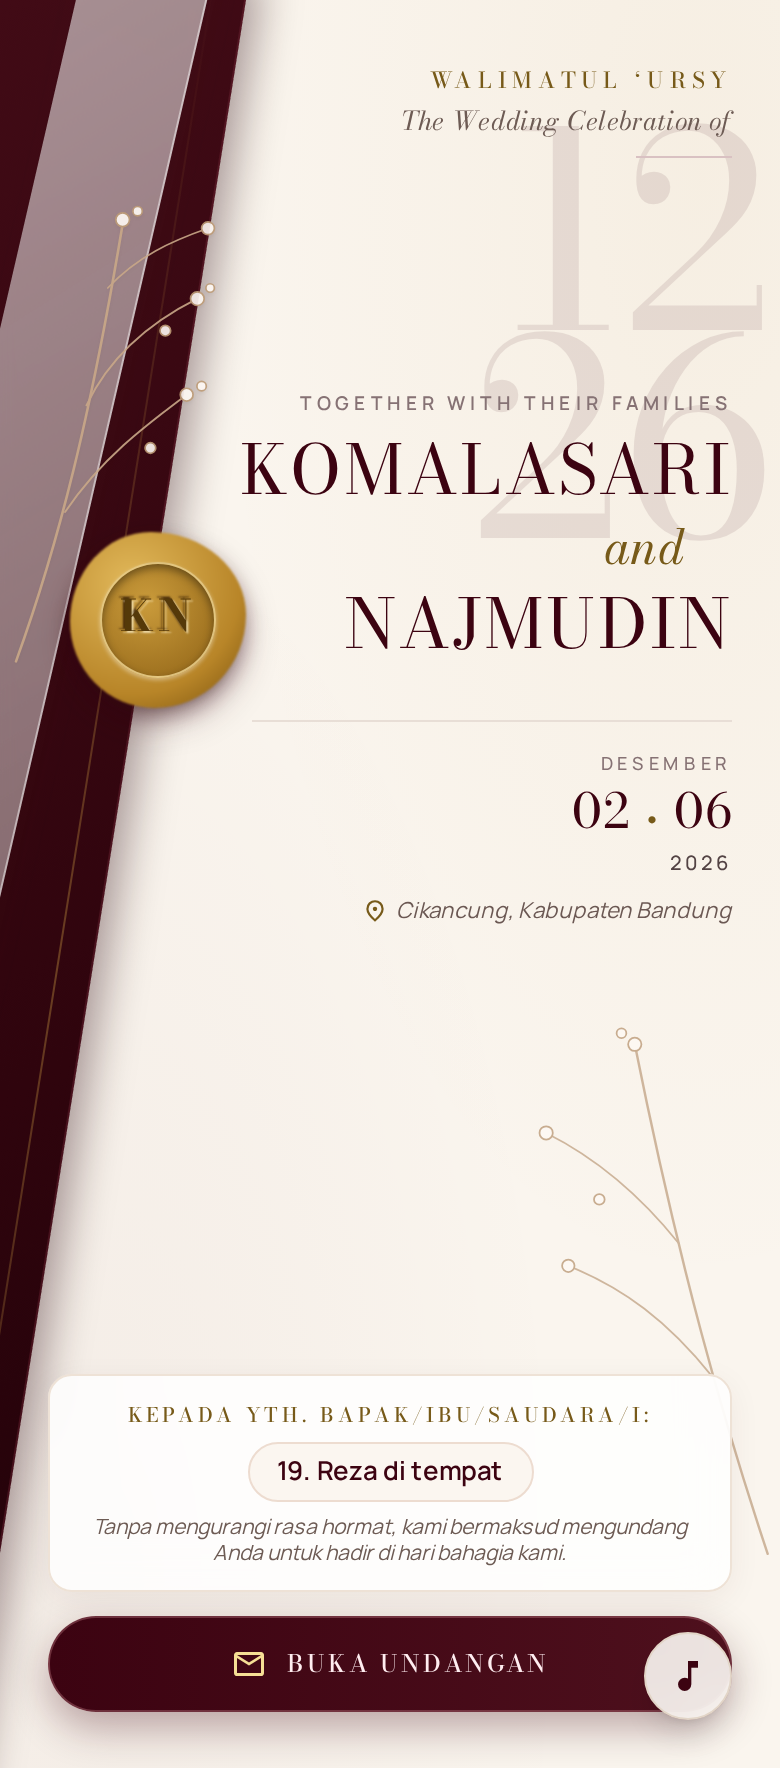 WALIMATUL ‘URSY
The Wedding Celebration of
12
26
TOGETHER WITH THEIR FAMILIES
KOMALASARI
and
NAJMUDIN
KN
DESEMBER
02 . 06
2026
Cikancung, Kabupaten Bandung
KEPADA YTH. BAPAK/IBU/SAUDARA/I:
19. Reza di tempat
Tanpa mengurangi rasa hormat, kami bermaksud mengundang
Anda untuk hadir di hari bahagia kami.
BUKA UNDANGAN